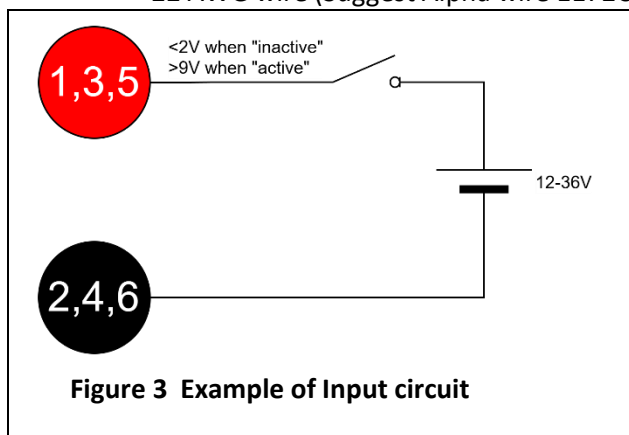 <2V when "inactive"
>9V when "active"
1,3,5
12-36V
2,4,6
Figure 3 Example of Input circuit